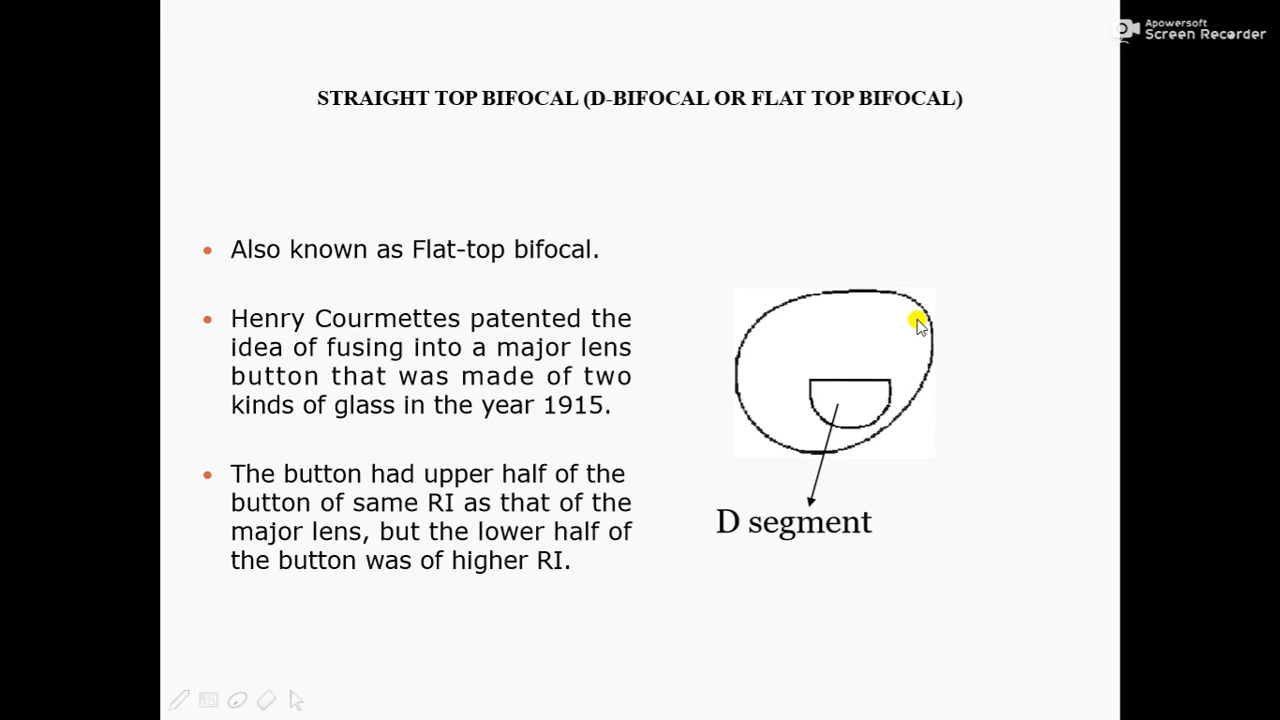 Apowersoft
Screen Recorder
STRAIGHT TOP BIFOCAL (D-BIFOCAL OR FLAT TOP BIFOCAL)
• Also known as Flat-top bifocal.
• Henry Courmettes patented the
idea of fusing into a major lens
button that was made of two
kinds of glass in the year 1915.
• The button had upper half of the
button of same RI as that of the
major lens, but the lower half of
the button was of higher RI.
D segment